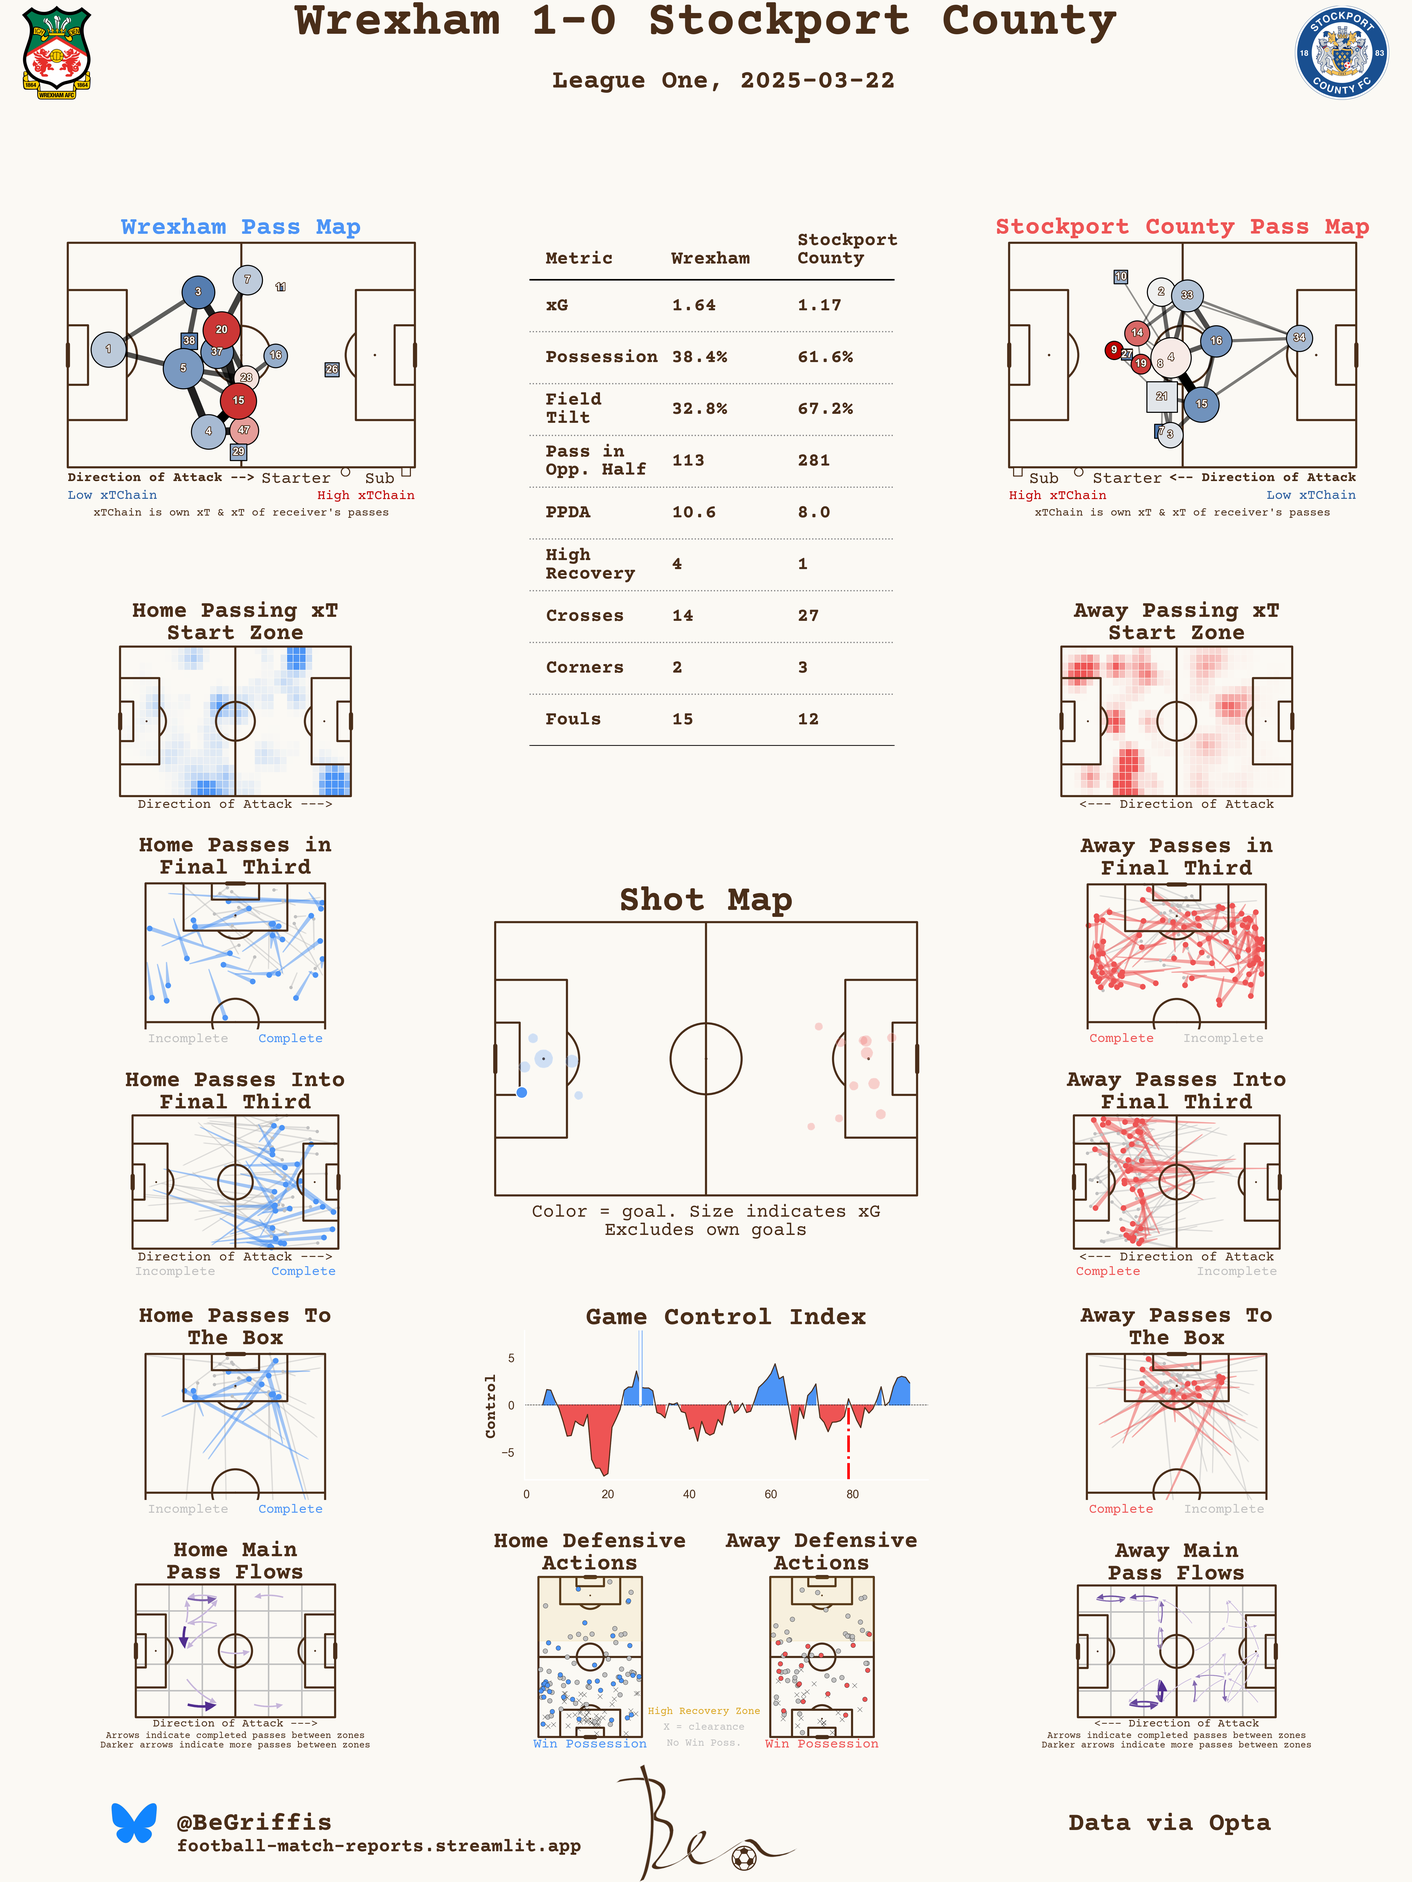 Wrexham 1-0 Stockport County
League One, 2025-03-22
1864 1864
WREXHAM AFC
STOCKPORT
18 83
COUNTY FC
Wrexham Pass Map
3
7
11
20
1
38
37
16
5
28
26
15
4
47
29
Direction of Attack --> Starter Sub
Low xTChain High xTChain
xTChain is own xT & xT of receiver's passes
Metric Wrexham Stockport County
xG 1.64 1.17
Possession 38.4% 61.6%
Field Tilt 32.8% 67.2%
Pass in Opp. Half 113 281
PPDA 10.6 8.0
High Recovery 4 1
Crosses 14 27
Corners 2 3
Fouls 15 12
Stockport County Pass Map
10
2
33
14
16
34
9
27
19
8
4
21
15
7
3
Sub Starter <-- Direction of Attack
High xTChain Low xTChain
xTChain is own xT & xT of receiver's passes
Home Passing xT
Start Zone
Direction of Attack --->
Away Passing xT
Start Zone
<--- Direction of Attack
Home Passes in
Final Third
Incomplete Complete
Away Passes in
Final Third
Complete Incomplete
Shot Map
Color = goal. Size indicates xG
Excludes own goals
Home Passes Into
Final Third
Direction of Attack --->
Incomplete Complete
Away Passes Into
Final Third
<--- Direction of Attack
Complete Incomplete
Home Passes To
The Box
Incomplete Complete
Game Control Index
Control
5
0
−5
0 20 40 60 80
Away Passes To
The Box
Complete Incomplete
Home Main
Pass Flows
Direction of Attack --->
Arrows indicate completed passes between zones
Darker arrows indicate more passes between zones
Home Defensive
Actions
Win Possession
Away Defensive
Actions
Win Possession
High Recovery Zone
X = clearance
No Win Poss.
Away Main
Pass Flows
<--- Direction of Attack
Arrows indicate completed passes between zones
Darker arrows indicate more passes between zones
@BeGriffis
football-match-reports.streamlit.app
Ben
Data via Opta